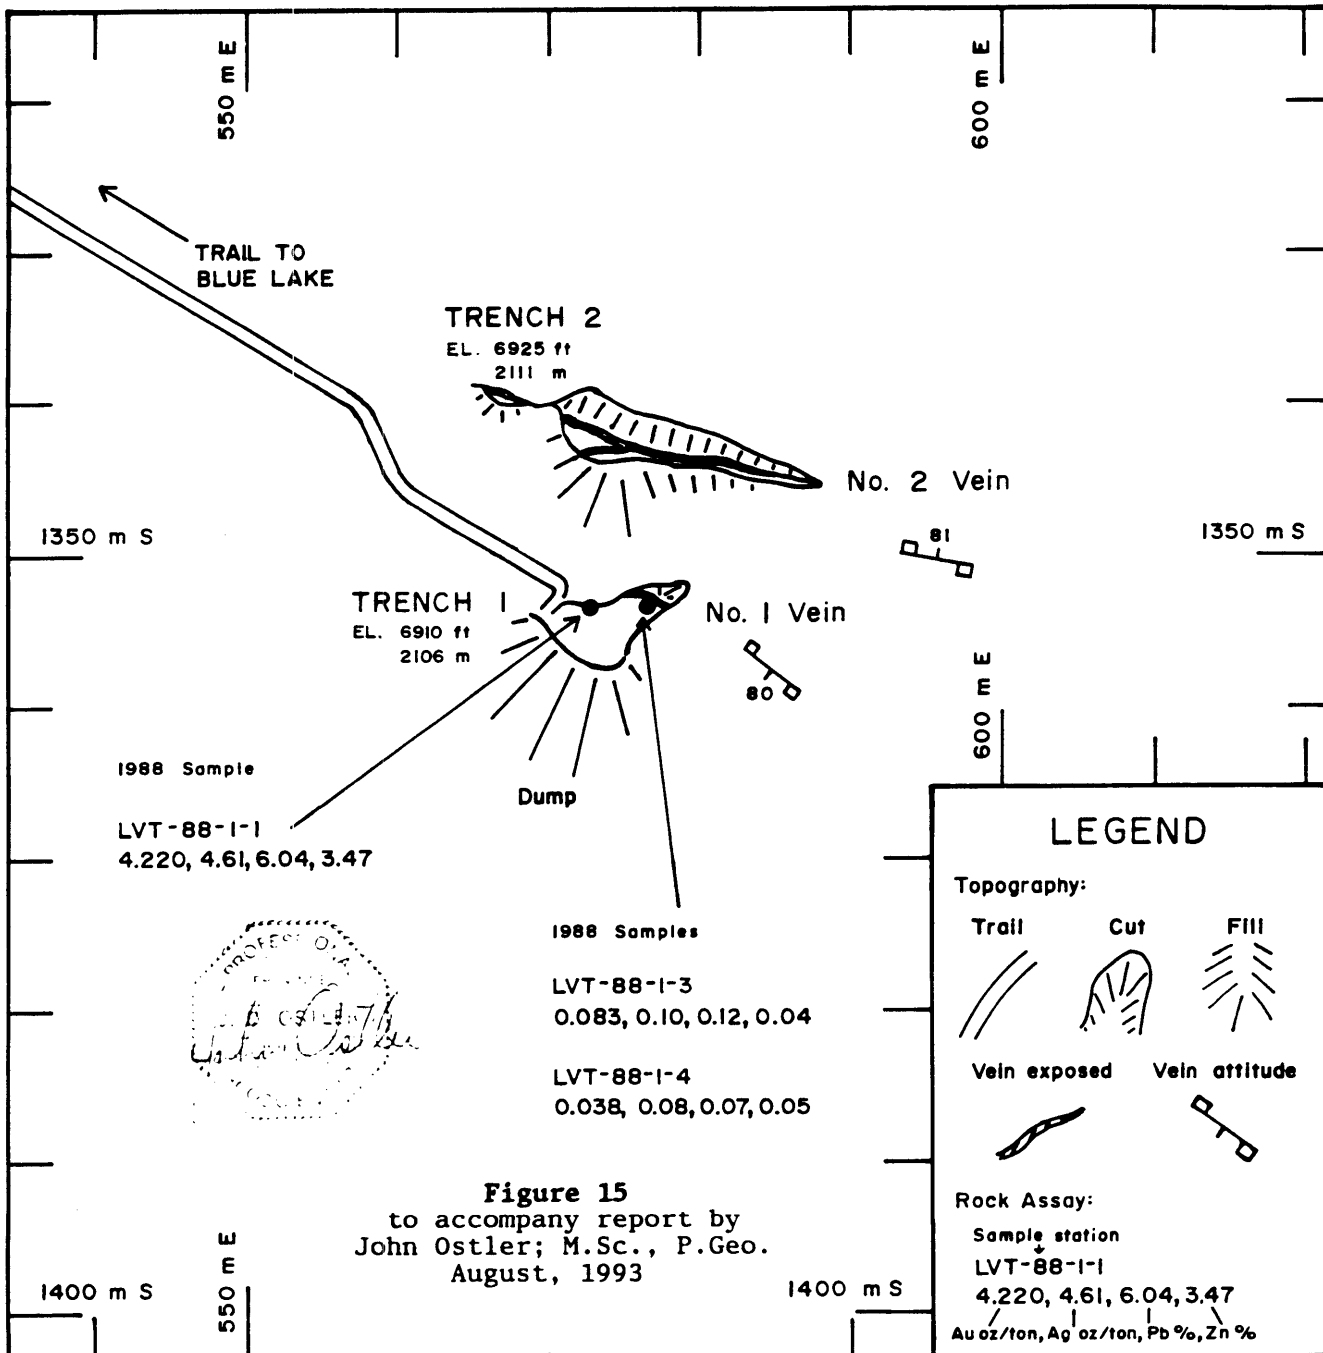 550 m E
600 m E
TRAIL TO
BLUE LAKE
TRENCH 2
EL. 6925 ft
2111 m
No. 2 Vein
1350 m S
1350 m S
81
TRENCH 1
EL. 6910 ft
2106 m
No. 1 Vein
80
600 m E
1988 Sample
LVT-88-1-1
4.220, 4.61, 6.04, 3.47
Dump
1988 Samples
LVT-88-1-3
0.083, 0.10, 0.12, 0.04
LVT-88-1-4
0.038, 0.08, 0.07, 0.05
OSTLER
Figure 15
to accompany report by
John Ostler; M.Sc., P.Geo.
August, 1993
550 m E
1400 m S
1400 m S
LEGEND
Topography:
Trail Cut Fill
Vein exposed Vein attitude
Rock Assay:
Sample station
LVT-88-1-1
4.220, 4.61, 6.04, 3.47
Au oz/ton, Ag oz/ton, Pb %, Zn %